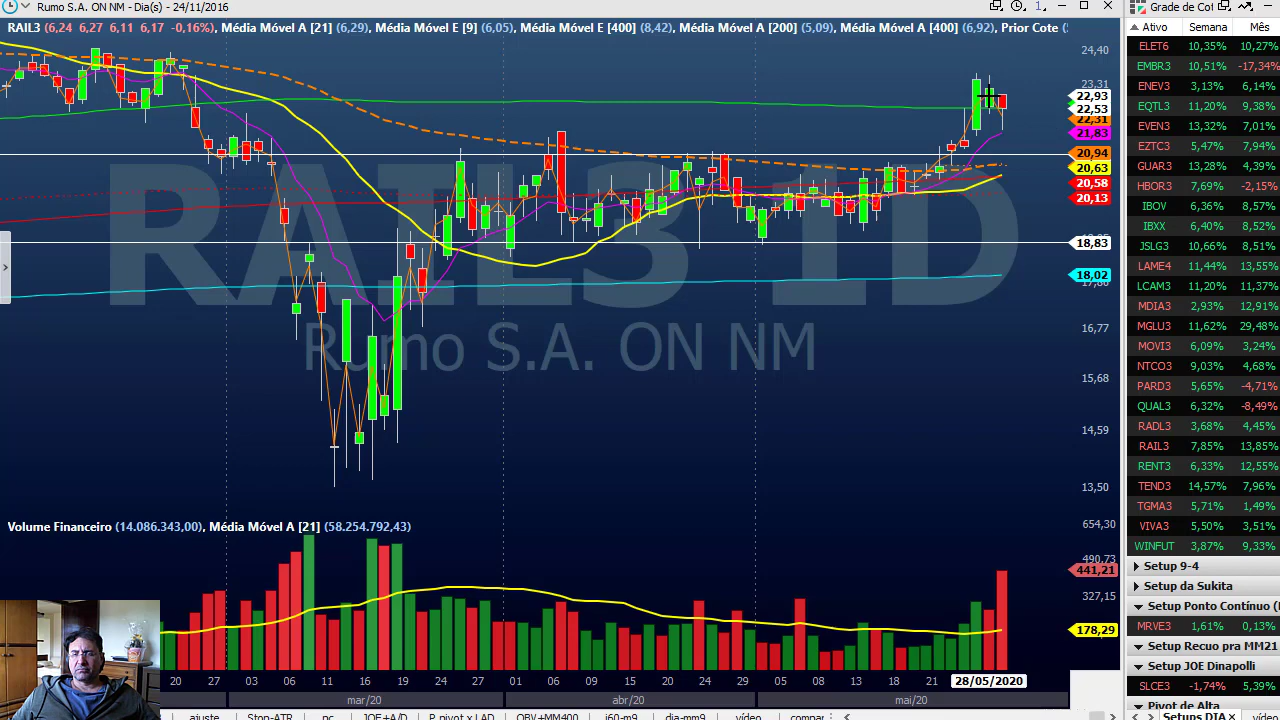 Rumo S.A. ON NM - Dia(s) - 24/11/2016
RAIL3 (6,24 6,27 6,11 6,17 -0,16%), Média Móvel A [21] (6,29), Média Móvel E [9] (6,05), Média Móvel E [400] (8,42), Média Móvel A [200] (5,09), Média Móvel A [400] (6,92), Prior Cote (
24,40
23,31
22,93
22,53
22,31
21,83
20,94
20,63
20,58
20,13
18,83
18,02
16,77
15,68
14,59
13,50
RAIL3 1D
Rumo S.A. ON NM
Volume Financeiro (14.086.343,00), Média Móvel A [21] (58.254.792,43)
654,30
490,73
441,21
327,15
178,29
20 27 03 11 13 19 24 27 01 06 09 15 20 24 29 04 08 13 18 21 28/05/2020
mar/20 abr/20 mai/20
ajuste Stop-ATR pc JOE+A/D P_pivot x LAD OBV+MM400 i60-m9 dia-mm9 vídeo compar
Grade de Cot
Ativo Semana Mês
ELET6 10,35% 10,27%
EMBR3 10,51% -17,34%
ENEV3 3,13% 6,14%
EQTL3 11,20% 9,38%
EVEN3 13,32% 7,01%
EZTC3 5,47% 7,94%
GUAR3 13,28% 4,39%
HBOR3 7,69% -2,15%
IBOV 6,36% 8,57%
IBXX 6,40% 8,52%
JSLG3 10,66% 8,51%
LAME4 11,44% 13,55%
LCAM3 11,20% 11,37%
MDIA3 2,93% 12,91%
MGLU3 11,62% 29,48%
MOVI3 6,09% 3,24%
NTCO3 9,03% 4,68%
PARD3 5,65% -4,71%
QUAL3 6,32% -8,49%
RADL3 3,68% 4,45%
RAIL3 7,85% 13,85%
RENT3 6,33% 12,55%
TEND3 14,57% 7,96%
TGMA3 5,71% 1,49%
VIVA3 5,50% 3,51%
WINFUT 3,87% 9,33%
Setup 9-4
Setup da Sukita
Setup Ponto Contínuo (
MRVE3 1,61% 0,13%
Setup Recuo pra MM21
Setup JOE Dinapolli
SLCE3 -1,74% 5,39%
Pivot de Alta
Setups DIA vídeo